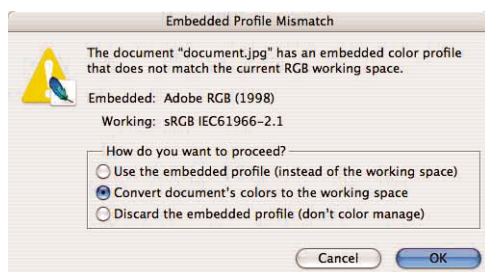 Embedded Profile Mismatch
The document “document.jpg” has an embedded color profile
that does not match the current RGB working space.
Embedded: Adobe RGB (1998)
Working: sRGB IEC61966-2.1
How do you want to proceed?
Use the embedded profile (instead of the working space)
Convert document's colors to the working space
Discard the embedded profile (don't color manage)
Cancel OK